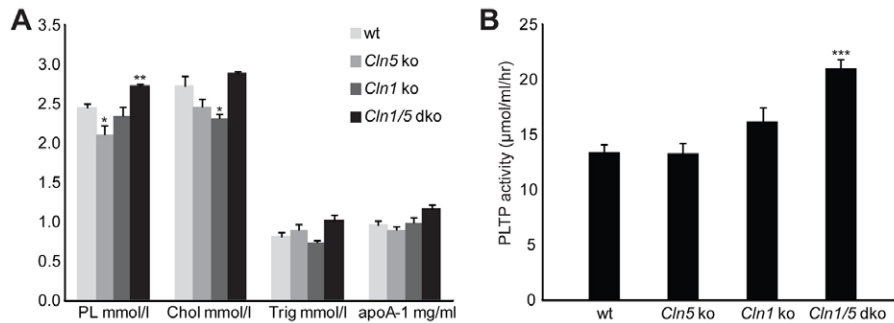 A
3.5
3.0
2.5
2.0
1.5
1.0
0.5
0.0
*
**
*
wt
Cln5 ko
Cln1 ko
Cln1/5 dko
PL mmol/l
Chol mmol/l
Trig mmol/l
apoA-1 mg/ml
B
PLTP activity (μmol/ml/hr)
25
20
15
10
5
0
***
wt
Cln5 ko
Cln1 ko
Cln1/5 dko